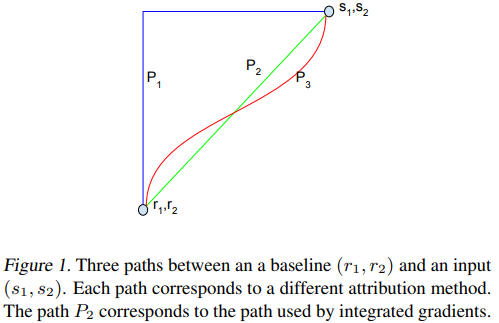 s1,s2
P2
P1
P3
r1,r2
Figure 1. Three paths between an a baseline (r1, r2) and an input
(s1, s2). Each path corresponds to a different attribution method.
The path P2 corresponds to the path used by integrated gradients.